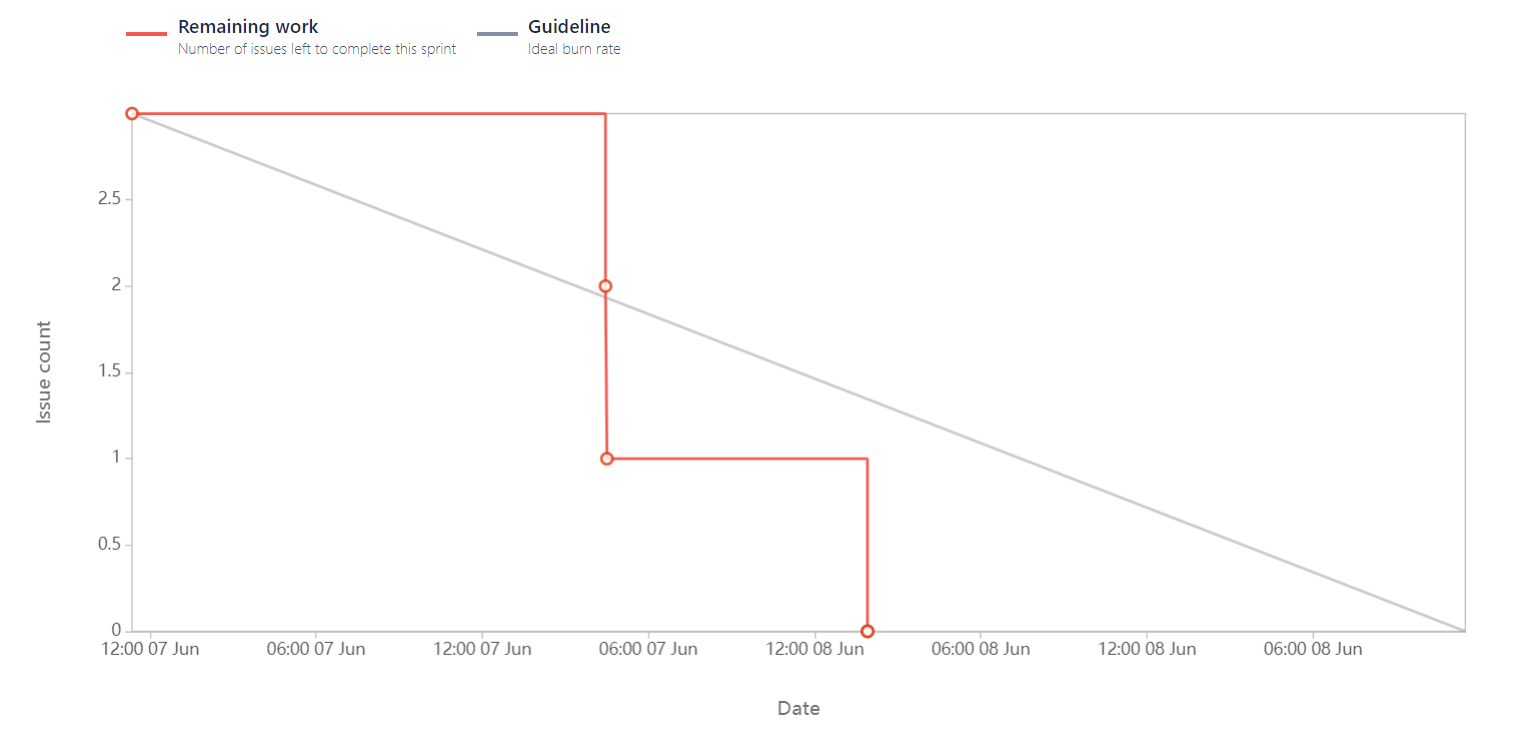 Remaining work
Number of issues left to complete this sprint
Guideline
Ideal burn rate
2.5
2
1.5
1
0.5
0
Issue count
12:00 07 Jun
06:00 07 Jun
12:00 07 Jun
06:00 07 Jun
12:00 08 Jun
06:00 08 Jun
12:00 08 Jun
06:00 08 Jun
Date